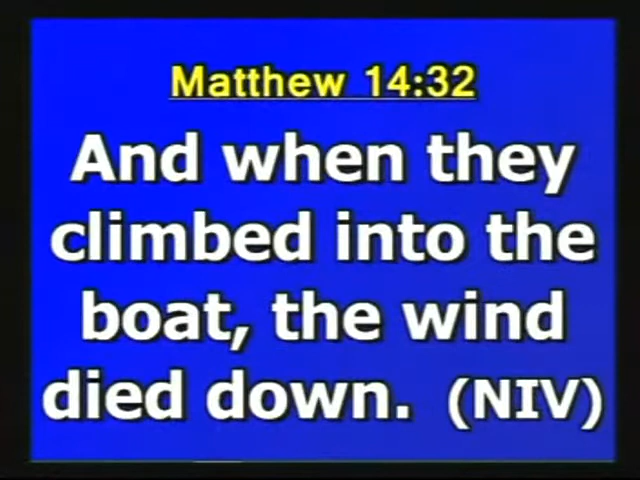 Matthew 14:32
And when they
climbed into the
boat, the wind
died down. (NIV)